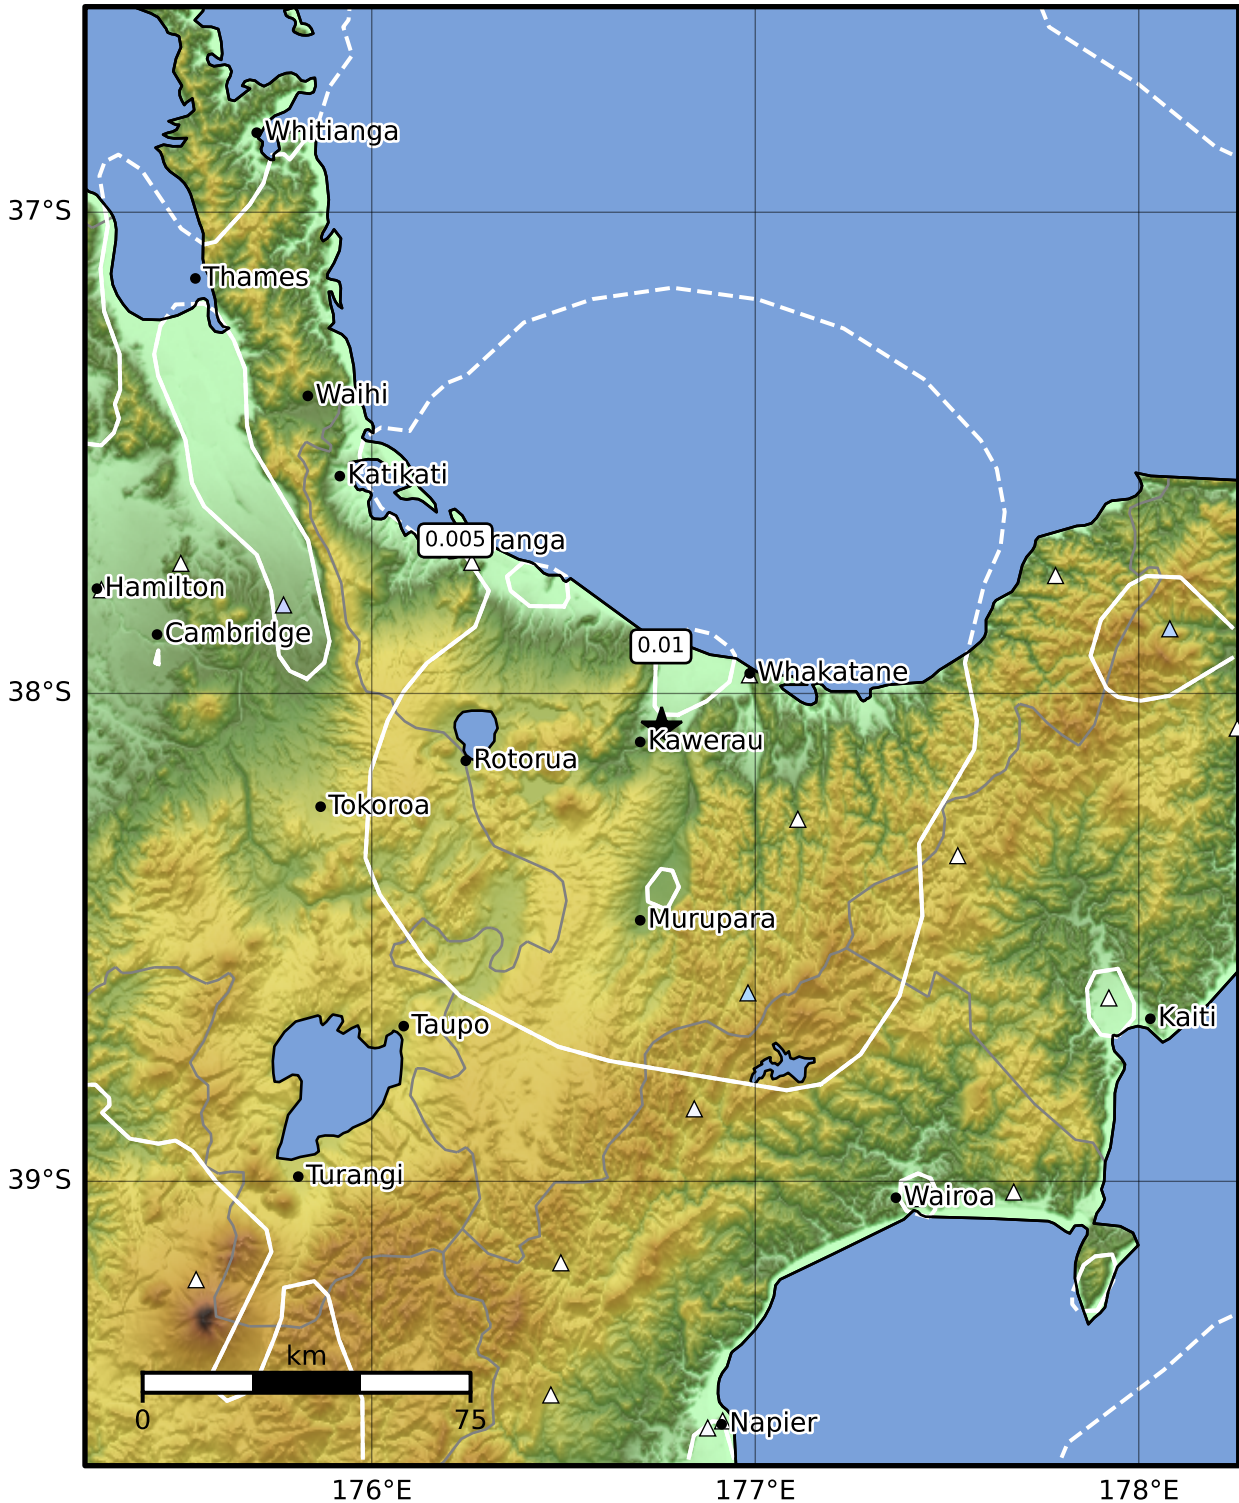 Whitianga
37°S
Thames
Waihi
Katikati
0.005
ranga
Hamilton
Cambridge
0.01
Whakatane
38°S
Kawerau
Rotorua
Tokoroa
Murupara
Kaiti
Taupo
39°S
Turangi
Wairoa
km
0
75
Napier
176°E
177°E
178°E